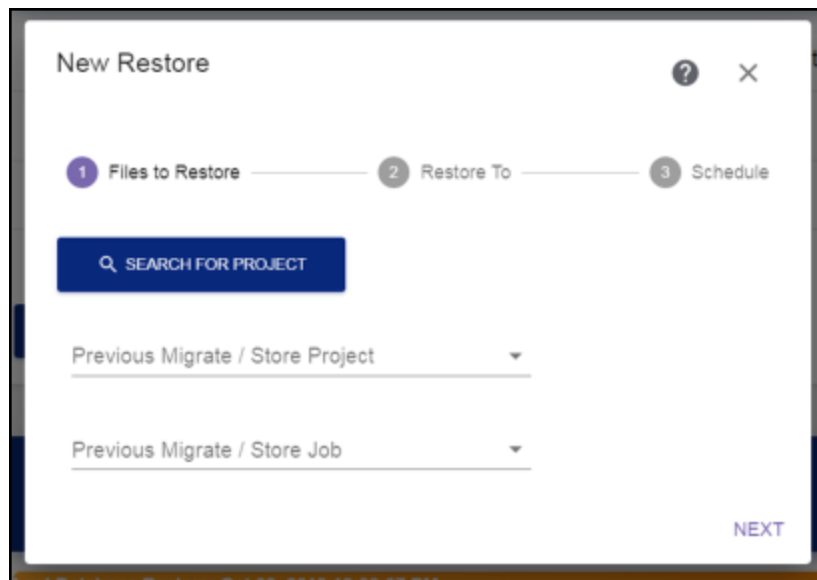 New Restore
?
1 Files to Restore 2 Restore To 3 Schedule
SEARCH FOR PROJECT
Previous Migrate / Store Project
Previous Migrate / Store Job
NEXT